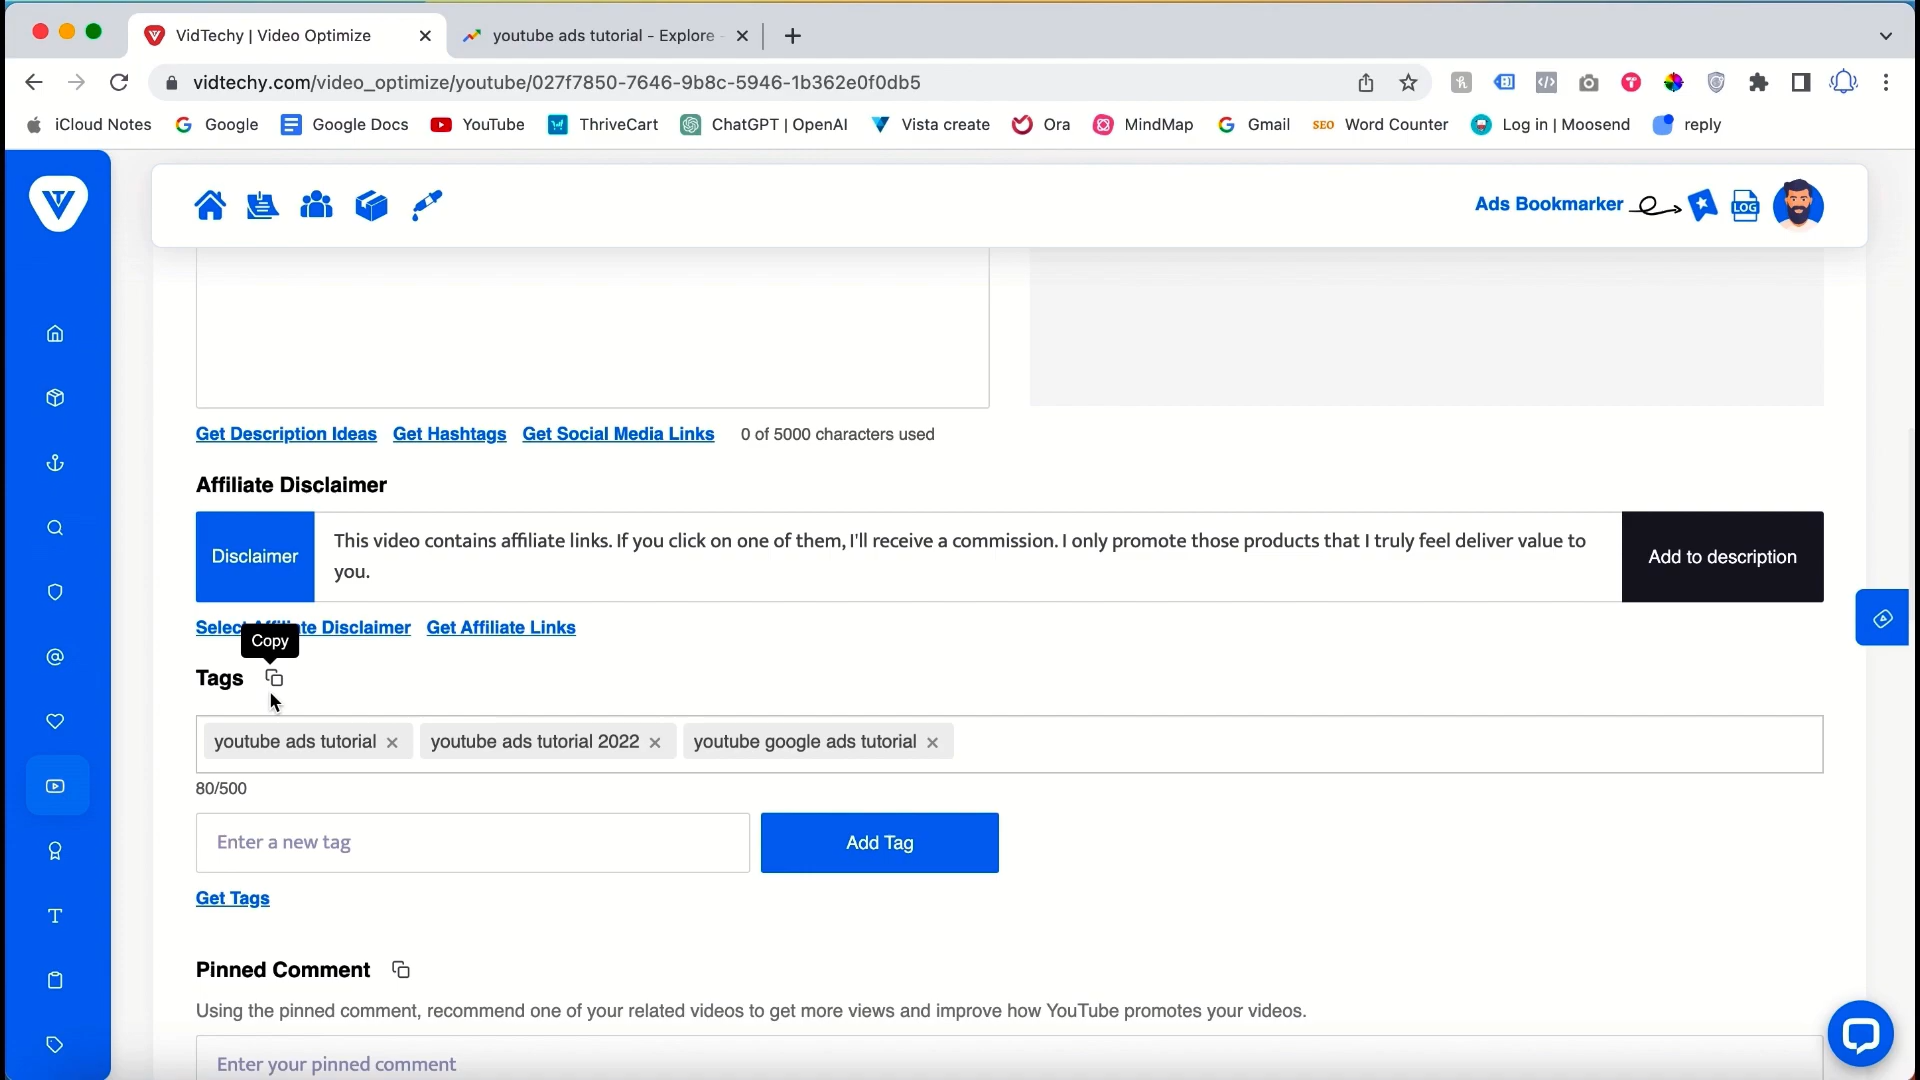 VidTechy | Video Optimize
youtube ads tutorial - Explore -
vidtechy.com/video_optimize/youtube/027f7850-7646-9b8c-5946-1b362e0f0db5
iCloud Notes
Google
Google Docs
YouTube
ThriveCart
ChatGPT | OpenAI
Vista create
Ora
MindMap
Gmail
SEO Word Counter
Log in | Moosend
reply
Ads Bookmarker
LOG
Get Description Ideas
Get Hashtags
Get Social Media Links
0 of 5000 characters used
Affiliate Disclaimer
Disclaimer
This video contains affiliate links. If you click on one of them, I'll receive a commission. I only promote those products that I truly feel deliver value to
you.
Add to description
Select Affiliate Disclaimer
Get Affiliate Links
Copy
Tags
youtube ads tutorial
youtube ads tutorial 2022
youtube google ads tutorial
80/500
Enter a new tag
Add Tag
Get Tags
Pinned Comment
Using the pinned comment, recommend one of your related videos to get more views and improve how YouTube promotes your videos.
Enter your pinned comment